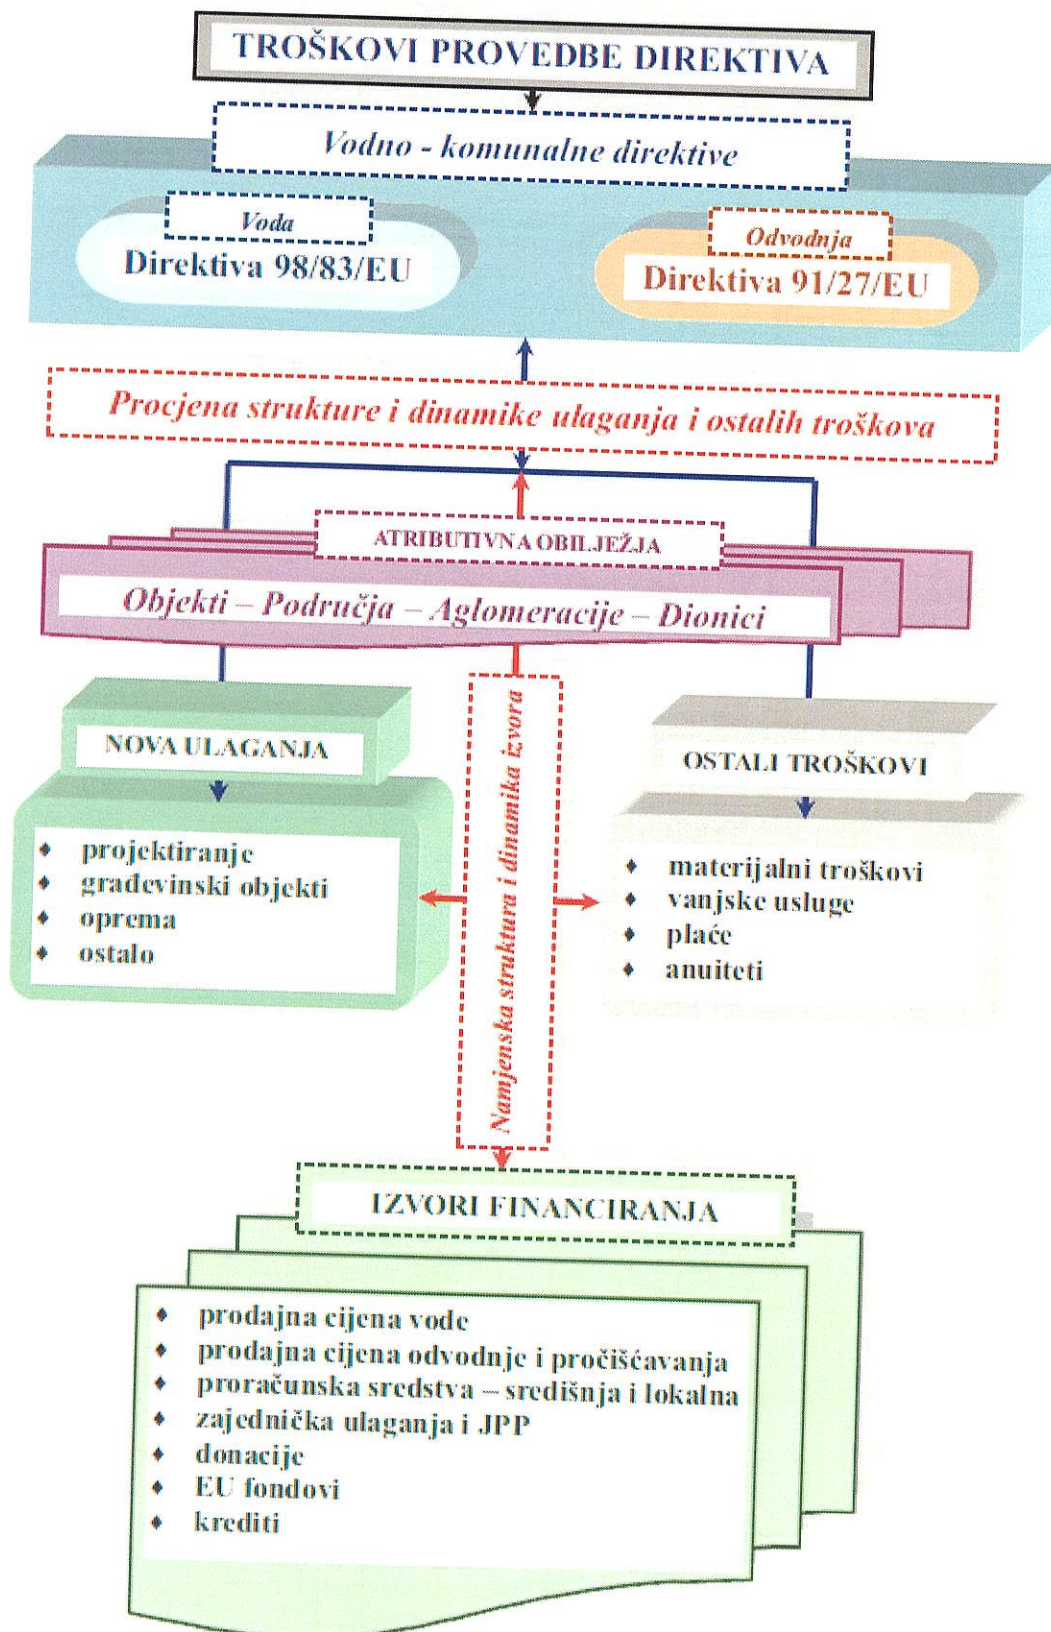 TROŠKOVI PROVEDBE DIREKTIVA
Vodno - komunalne direktive
Voda
Direktiva 98/83/EU
Odvodnja
Direktiva 91/27/EU
Procjena strukture i dinamike ulaganja i ostalih troškova
ATRIBUTIVNA OBILJEŽJA
Objekti – Područja – Aglomeracije – Dionici
NOVA ULAGANJA
♦ projektiranje
♦ građevinski objekti
♦ oprema
♦ ostalo
Namjenska struktura i dinamika izvora
OSTALI TROŠKOVI
♦ materijalni troškovi
♦ vanjske usluge
♦ plaće
♦ anuiteti
IZVORI FINANCIRANJA
♦ prodajna cijena vode
♦ prodajna cijena odvodnje i pročišćavanja
♦ proračunska sredstva – središnja i lokalna
♦ zajednička ulaganja i JPP
♦ donacije
♦ EU fondovi
♦ krediti